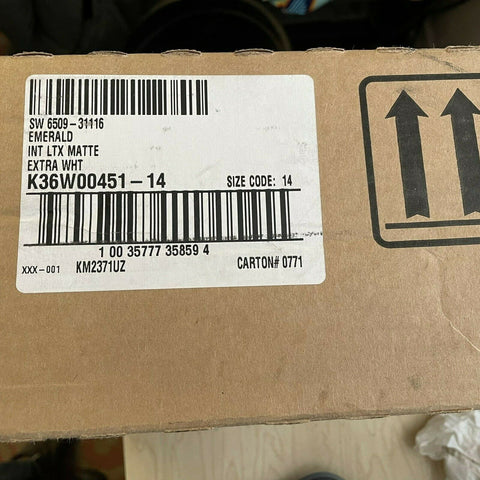 SW 6509-31116
EMERALD
INT LTX MATTE
EXTRA WHT
K36W00451-14 SIZE CODE: 14
1 00 35777 35859 4
XXX-001 KM2371UZ CARTON# 0771